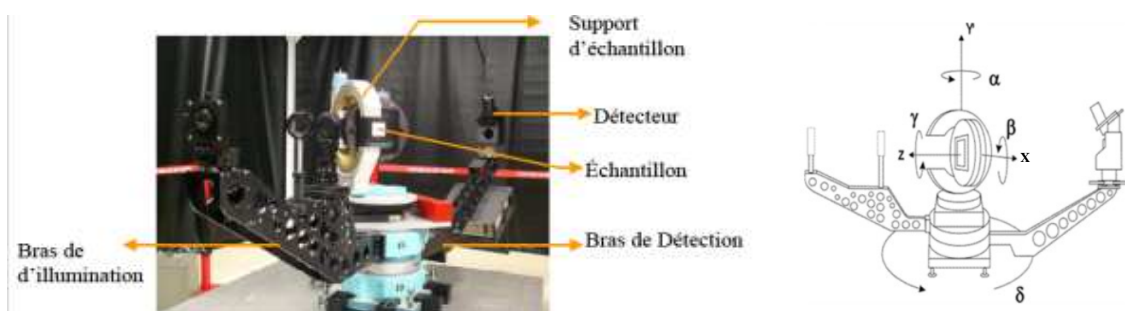 Support
d'échantillon
Détecteur
Échantillon
Bras de Détection
Bras de
d'illumination
Y
α
γ
β
Z
X
δ